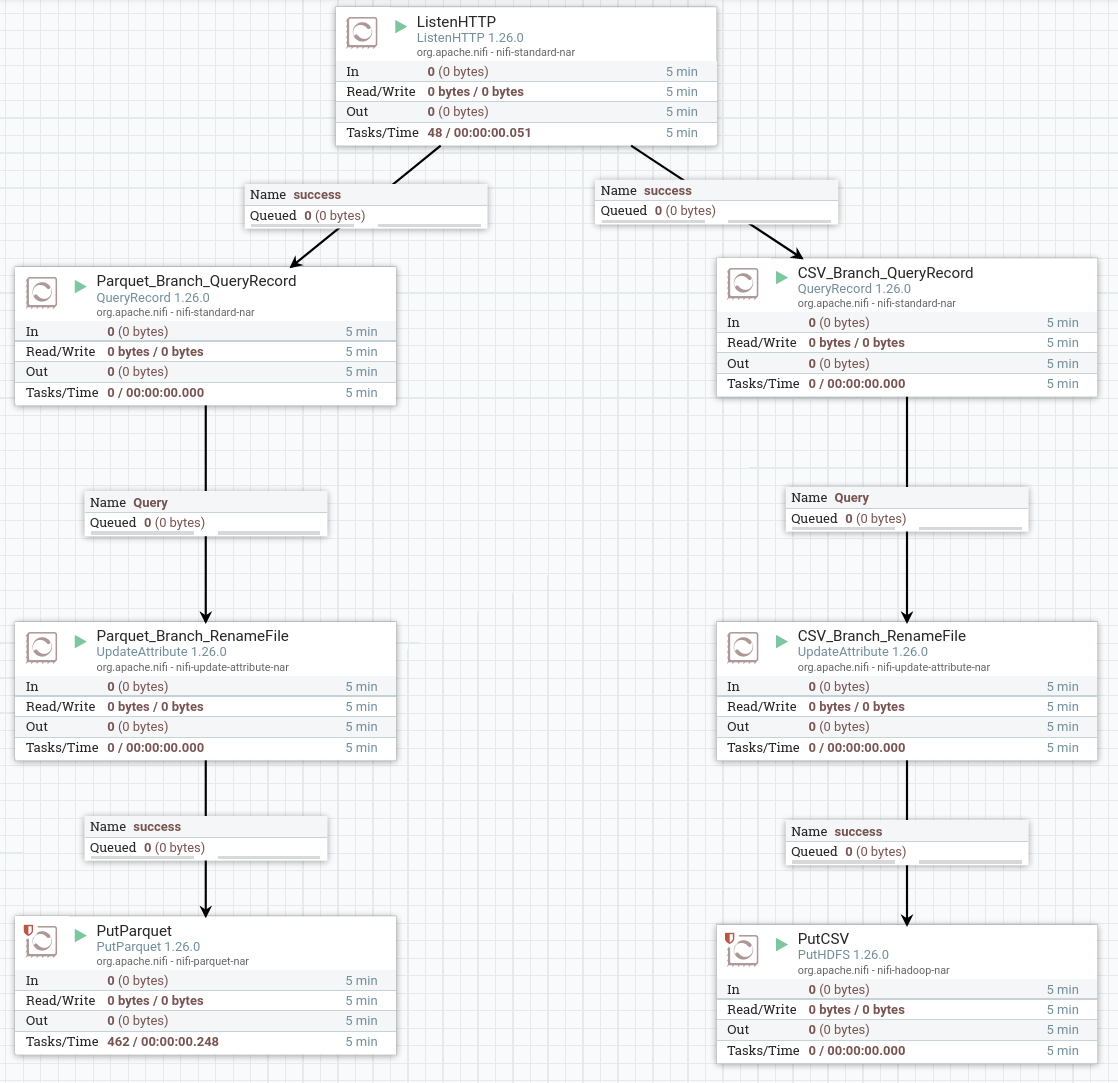 ListenHTTP
ListenHTTP 1.26.0
org.apache.nifi - nifi-standard-nar
In 0 (0 bytes) 5 min
Read/Write 0 bytes / 0 bytes 5 min
Out 0 (0 bytes) 5 min
Tasks/Time 48 / 00:00:00.051 5 min
Name success
Queued 0 (0 bytes)
Name success
Queued 0 (0 bytes)
Parquet_Branch_QueryRecord
QueryRecord 1.26.0
org.apache.nifi - nifi-standard-nar
In 0 (0 bytes) 5 min
Read/Write 0 bytes / 0 bytes 5 min
Out 0 (0 bytes) 5 min
Tasks/Time 0 / 00:00:00.000 5 min
CSV_Branch_QueryRecord
QueryRecord 1.26.0
org.apache.nifi - nifi-standard-nar
In 0 (0 bytes) 5 min
Read/Write 0 bytes / 0 bytes 5 min
Out 0 (0 bytes) 5 min
Tasks/Time 0 / 00:00:00.000 5 min
Name Query
Queued 0 (0 bytes)
Name Query
Queued 0 (0 bytes)
Parquet_Branch_RenameFile
UpdateAttribute 1.26.0
org.apache.nifi - nifi-update-attribute-nar
In 0 (0 bytes) 5 min
Read/Write 0 bytes / 0 bytes 5 min
Out 0 (0 bytes) 5 min
Tasks/Time 0 / 00:00:00.000 5 min
CSV_Branch_RenameFile
UpdateAttribute 1.26.0
org.apache.nifi - nifi-update-attribute-nar
In 0 (0 bytes) 5 min
Read/Write 0 bytes / 0 bytes 5 min
Out 0 (0 bytes) 5 min
Tasks/Time 0 / 00:00:00.000 5 min
Name success
Queued 0 (0 bytes)
Name success
Queued 0 (0 bytes)
PutParquet
PutParquet 1.26.0
org.apache.nifi - nifi-parquet-nar
In 0 (0 bytes) 5 min
Read/Write 0 bytes / 0 bytes 5 min
Out 0 (0 bytes) 5 min
Tasks/Time 462 / 00:00:00.248 5 min
PutCSV
PutHDFS 1.26.0
org.apache.nifi - nifi-hadoop-nar
In 0 (0 bytes) 5 min
Read/Write 0 bytes / 0 bytes 5 min
Out 0 (0 bytes) 5 min
Tasks/Time 0 / 00:00:00.000 5 min